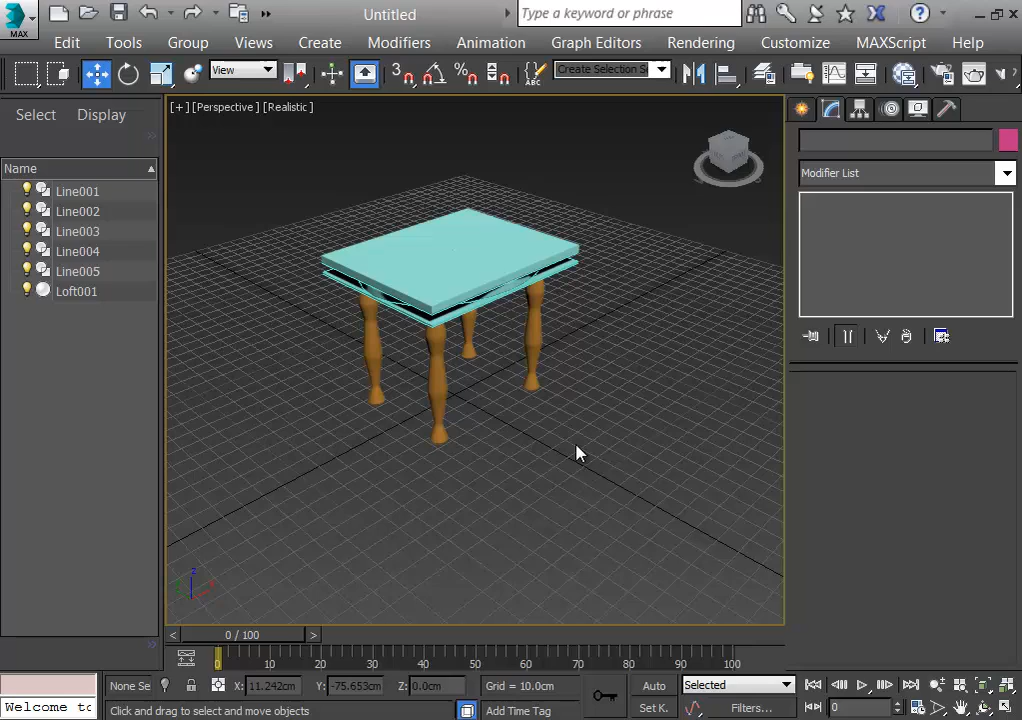 MAX
Untitled
Type a keyword or phrase
Edit Tools Group Views Create Modifiers Animation Graph Editors Rendering Customize MAXScript Help
View
3
%
ABC
Create Selection Se
Select Display
[+] [Perspective] [Realistic]
Name
Line001
Line002
Line003
Line004
Line005
Loft001
Modifier List
z
< 0 / 100 >
0 10 20 30 40 50 60 70 80 90 100
None Se X: 11.242cm Y: -75.653cm Z: 0.0cm Grid = 10.0cm Auto Selected
Welcome to Click and drag to select and move objects Add Time Tag Set K. Filters... 0